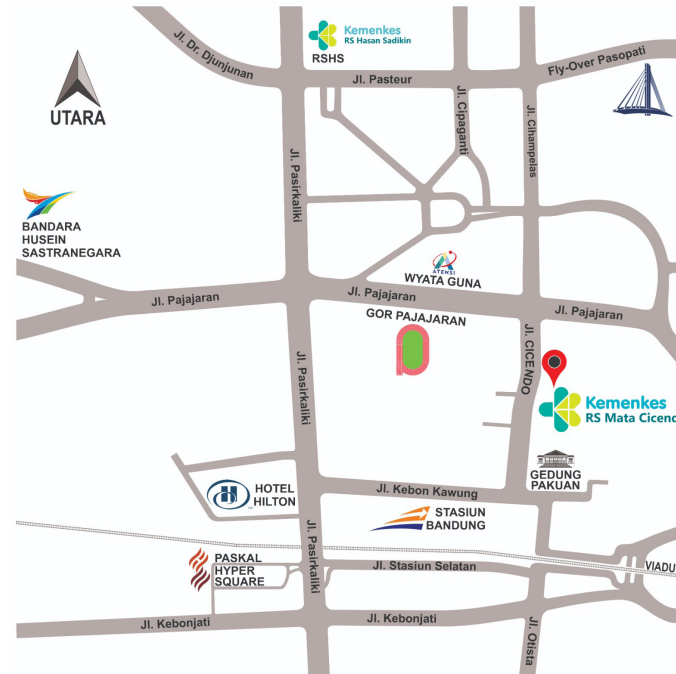 Kemenkes
RS Hasan Sadikin
RSHS
Jl. Dr. Djunjunan
Jl. Pasteur
Fly-Over Pasopati
UTARA
Jl. Cipaganti
Jl. Cihampelas
Jl. Pasirkaliki
BANDARA
HUSEIN
SASTRANEGARA
ATENSI
WYATA GUNA
Jl. Pajajaran
Jl. Pajajaran
Jl. Pajajaran
GOR PAJAJARAN
Jl. CICENDO
Jl. Pasirkaliki
Kemenkes
RS Mata Cicend
GEDUNG
PAKUAN
HOTEL
HILTON
Jl. Kebon Kawung
STASIUN
BANDUNG
Jl. Pasirkaliki
PASKAL
HYPER
SQUARE
Jl. Stasiun Selatan
VIADU
Jl. Kebonjati
Jl. Kebonjati
Jl. Otista